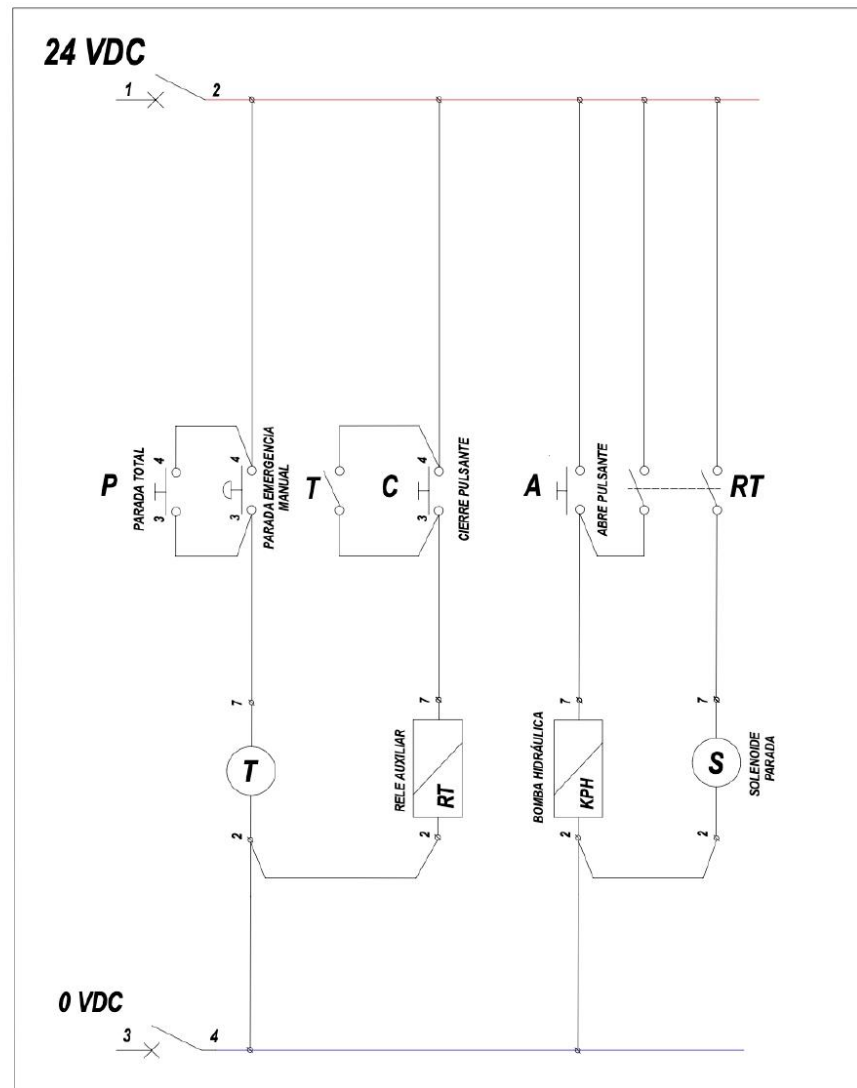 24 VDC
1
2
P
PARADA TOTAL
3 4
PARADA EMERGENCIA
MANUAL
3 4
T
C
CIERRE PULSANTE
3 4
A
ABRE PULSANTE
RT
7
7
7
7
T
RELE AUXILIAR
RT
BOMBA HIDRÁULICA
KPH
S
SOLENOIDE
PARADA
2
2
2
2
0 VDC
3
4